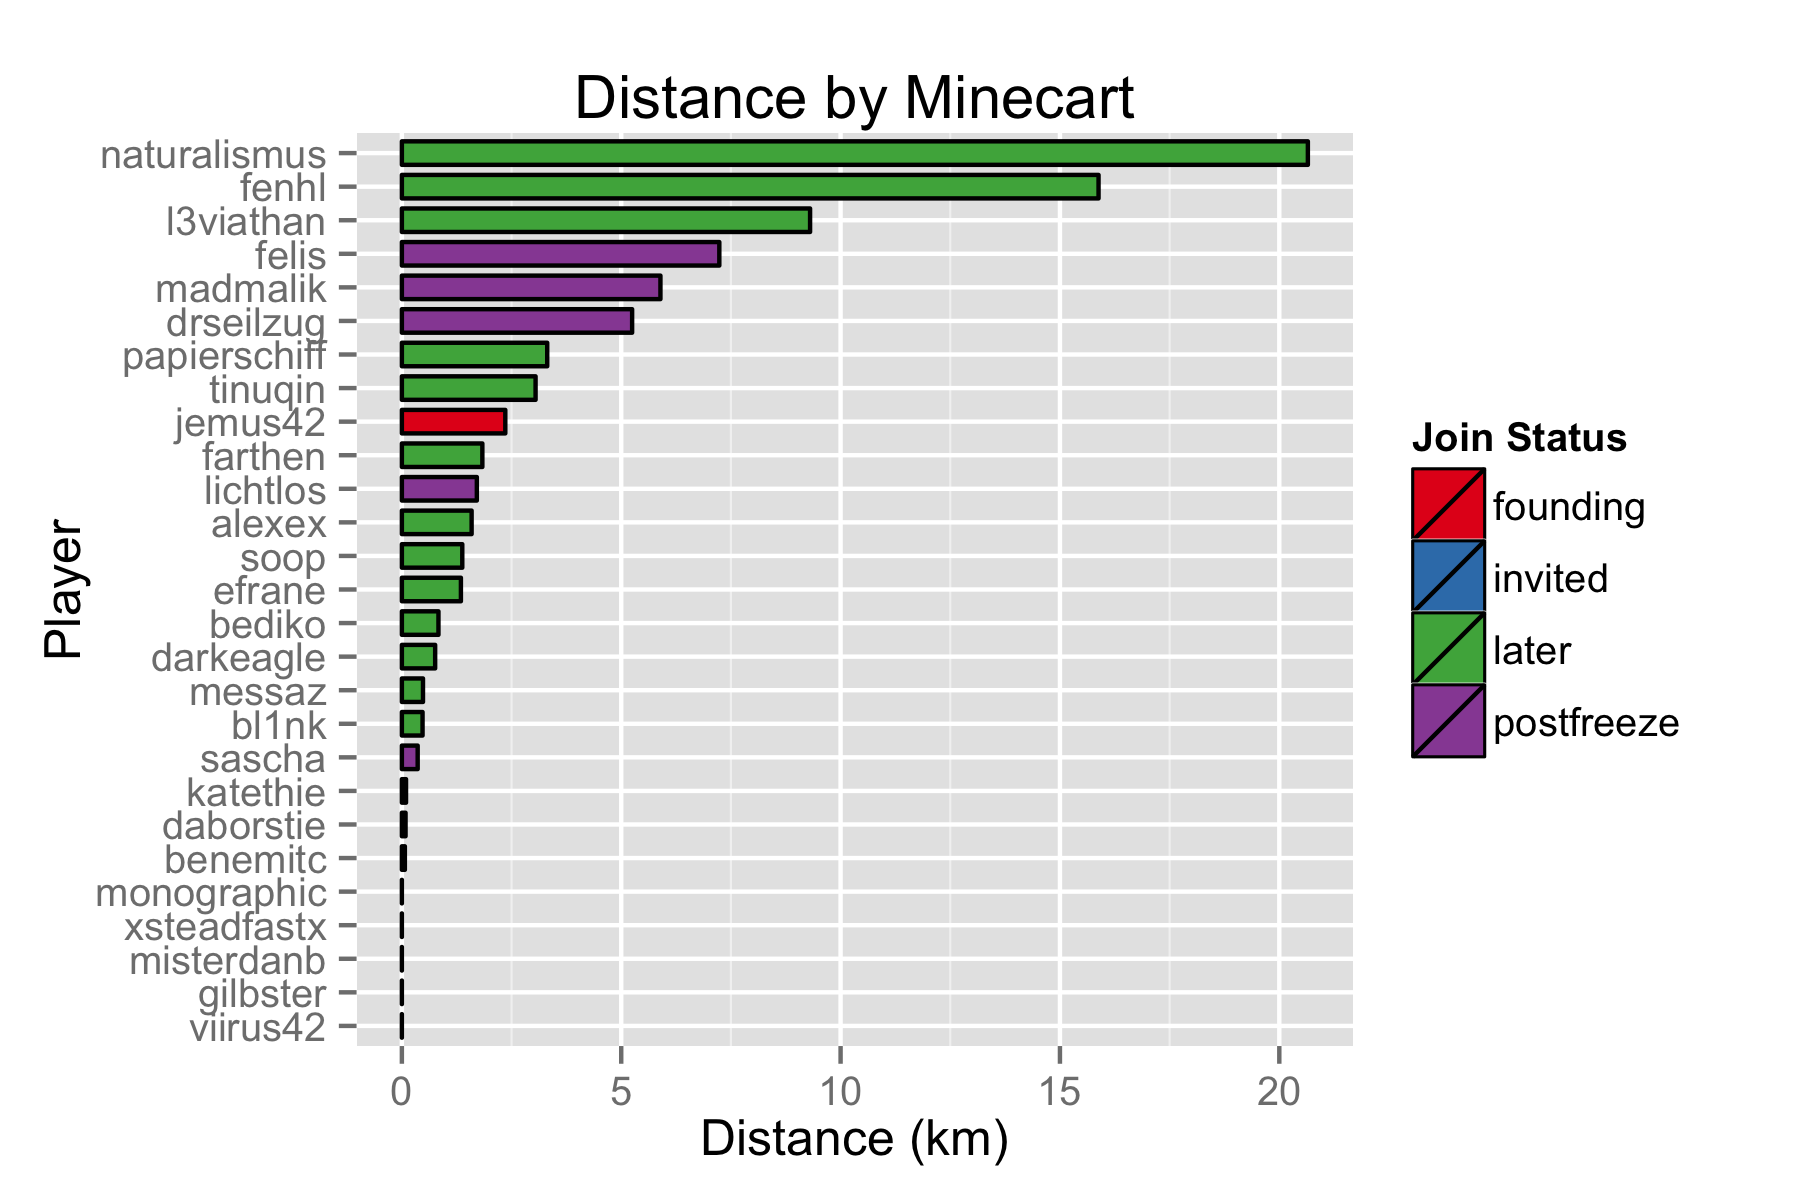 Distance by Minecart
naturalismus
fenhl
l3viathan
felis
madmalik
drseilzug
papierschiff
tinuqin
jemus42
farthen
lichtlos
alexex
soop
efrane
bediko
darkeagle
messaz
bl1nk
sascha
katethie
daborstie
benemitc
monographic
xsteadfastx
misterdanb
gilbster
viirus42
Player
0 5 10 15 20
Distance (km)
Join Status
founding
invited
later
postfreeze